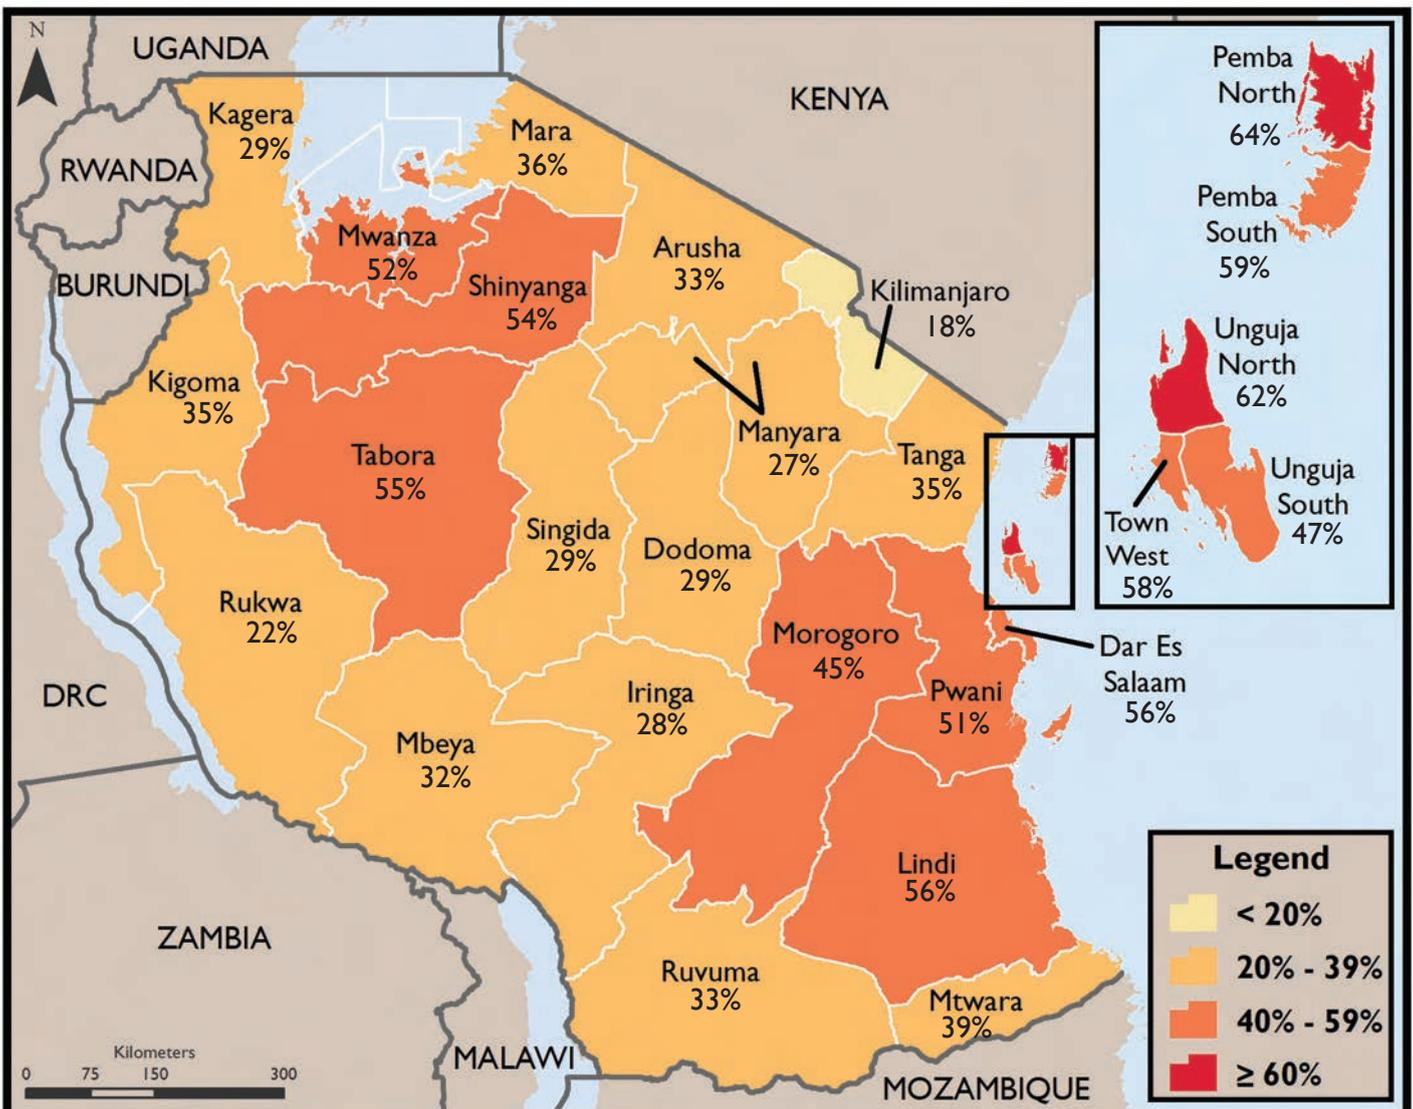 N
UGANDA
KENYA
RWANDA
BURUNDI
DRC
ZAMBIA
MALAWI
MOZAMBIQUE
Kagera
29%
Mara
36%
Mwanza
52%
Shinyanga
54%
Arusha
33%
Kilimanjaro
18%
Kigoma
35%
Tabora
55%
Manyara
27%
Tanga
35%
Singida
29%
Dodoma
29%
Rukwa
22%
Morogoro
45%
Pwani
51%
Dar Es
Salaam
56%
Iringa
28%
Mbeya
32%
Lindi
56%
Ruvuma
33%
Mtwara
39%
Pemba
North
64%
Pemba
South
59%
Unguja
North
62%
Unguja
South
47%
Town
West
58%
Legend
< 20%
20% - 39%
40% - 59%
≥ 60%
Kilometers
0 75 150 300